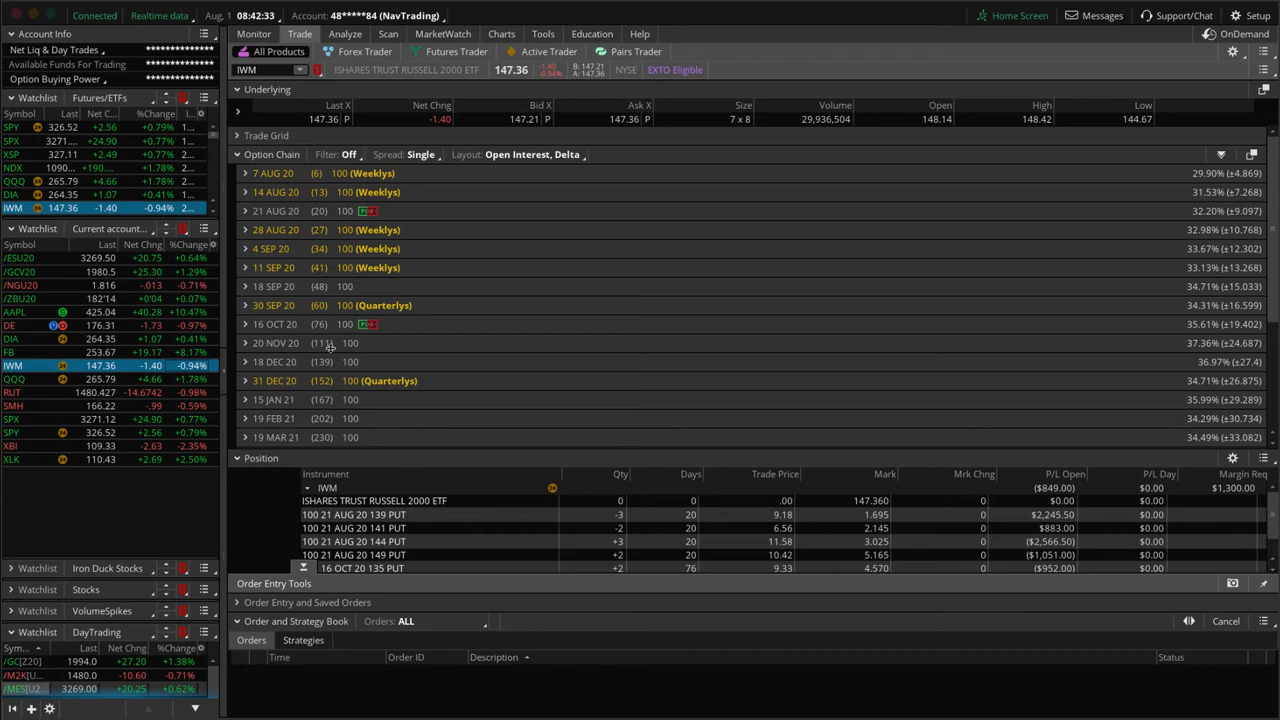 Connected Realtime data Aug, 1 08:42:33 Account: 48*****84 (NavTrading) Home Screen Messages Support/Chat Setup
Account Info Monitor Trade Analyze Scan MarketWatch Charts Tools Education Help OnDemand
Net Liq & Day Trades ************** All Products Forex Trader Futures Trader Active Trader Pairs Trader
Available Funds For Trading **************
Option Buying Power **************
IWM ISHARES TRUST RUSSELL 2000 ETF 147.36 -1.40 -0.94% B: 147.21 A: 147.36 NYSE EXTO Eligible
Watchlist Futures/ETFs
Symbol Last Net C... %Change I...
SPY 326.52 +2.56 +0.79% 1...
SPX 3271.... +24.90 +0.77%
XSP 327.11 +2.49 +0.77%
NDX 1090... +190.... +1.78%
QQQ 265.79 +4.66 +1.78% 1...
DIA 264.35 +1.07 +0.41% 1...
IWM 147.36 -1.40 -0.94% 2...
Watchlist Current account...
Symbol Last Net Chng %Change
/ESU20 3269.50 +20.75 +0.64%
/GCV20 1980.5 +25.30 +1.29%
/NGU20 1.816 -.013 -0.71%
/ZBU20 182'14 +0'04 +0.07%
AAPL 425.04 +40.28 +10.47%
DE 176.31 -1.73 -0.97%
DIA 264.35 +1.07 +0.41%
FB 253.67 +19.17 +8.17%
IWM 147.36 -1.40 -0.94%
QQQ 265.79 +4.66 +1.78%
RUT 1480.427 -14.6742 -0.98%
SMH 166.22 -.99 -0.59%
SPX 3271.12 +24.90 +0.77%
SPY 326.52 +2.56 +0.79%
XBI 109.33 -2.63 -2.35%
XLK 110.43 +2.69 +2.50%
Watchlist Iron Duck Stocks
Watchlist Stocks
Watchlist VolumeSpikes
Watchlist DayTrading
Sym... Last Net Chng %Change
/GC[Z20] 1994.0 +27.20 +1.38%
/M2K[U... 1480.0 -10.60 -0.71%
/MES[U2... 3269.00 +20.25 +0.62%
Underlying
Last X Net Chng Bid X Ask X Size Volume Open High Low
147.36 P -1.40 147.21 P 147.36 P 7 x 8 29,936,504 148.14 148.42 144.67
Trade Grid
Option Chain Filter: Off Spread: Single Layout: Open Interest, Delta
7 AUG 20 (6) 100 (Weeklys) 29.90% (±4.869)
14 AUG 20 (13) 100 (Weeklys) 31.53% (±7.268)
21 AUG 20 (20) 100 32.20% (±9.097)
28 AUG 20 (27) 100 (Weeklys) 32.98% (±10.768)
4 SEP 20 (34) 100 (Weeklys) 33.67% (±12.302)
11 SEP 20 (41) 100 (Weeklys) 33.13% (±13.268)
18 SEP 20 (48) 100 34.71% (±15.033)
30 SEP 20 (60) 100 (Quarterlys) 34.31% (±16.599)
16 OCT 20 (76) 100 35.61% (±19.402)
20 NOV 20 (111) 100 37.36% (±24.687)
18 DEC 20 (139) 100 36.97% (±27.4)
31 DEC 20 (152) 100 (Quarterlys) 34.71% (±26.875)
15 JAN 21 (167) 100 35.99% (±29.289)
19 FEB 21 (202) 100 34.29% (±30.734)
19 MAR 21 (230) 100 34.49% (±33.082)
Position
Instrument Qty Days Trade Price Mark Mrk Chng P/L Open P/L Day Margin Req
IWM ($849.00) $0.00 $1,300.00
ISHARES TRUST RUSSELL 2000 ETF 0 0 .00 147.360 0 $0.00 $0.00
100 21 AUG 20 139 PUT -3 20 9.18 1.695 0 $2,245.50 $0.00
100 21 AUG 20 141 PUT -2 20 6.56 2.145 0 $883.00 $0.00
100 21 AUG 20 144 PUT +3 20 11.58 3.025 0 ($2,566.50) $0.00
100 21 AUG 20 149 PUT +2 20 10.42 5.165 0 ($1,051.00) $0.00
16 OCT 20 135 PUT +2 76 9.33 4.570 0 ($952.00) $0.00
Order Entry Tools
Order Entry and Saved Orders
Order and Strategy Book Orders: ALL Cancel
Orders Strategies
Time Order ID Description Status